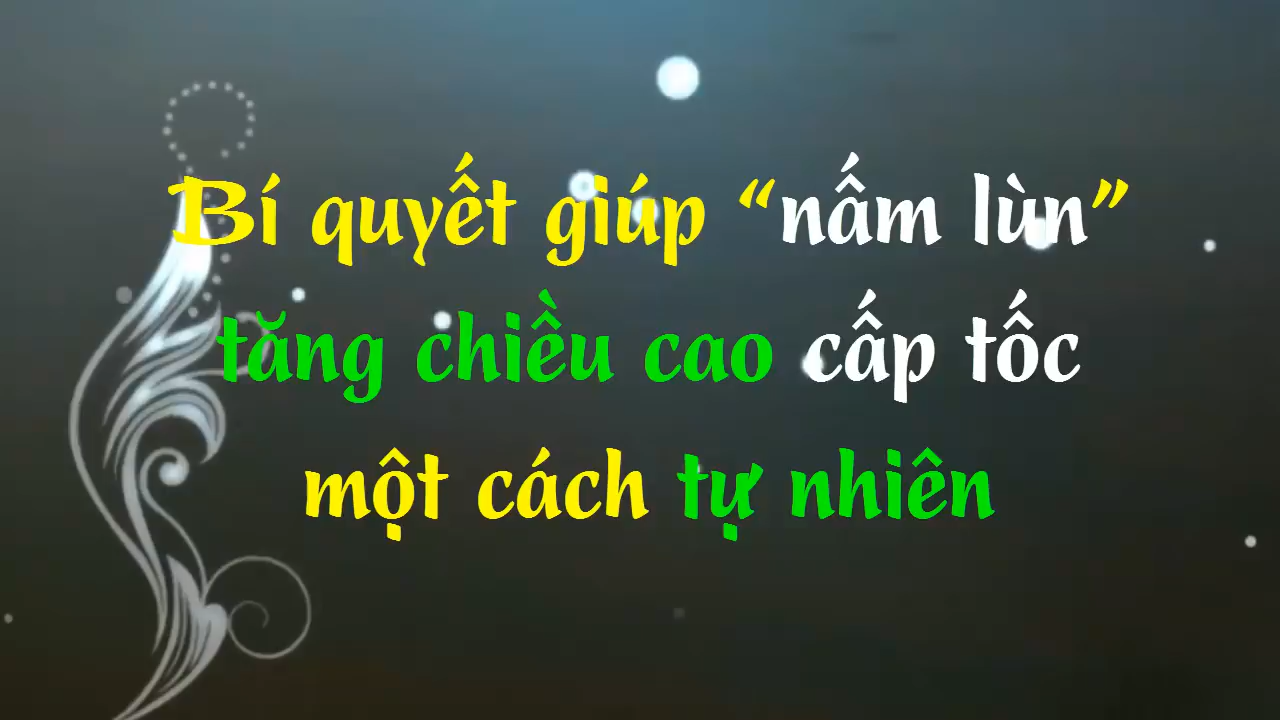 Bí quyết giúp “nấm lùn”
tăng chiều cao cấp tốc
một cách tự nhiên